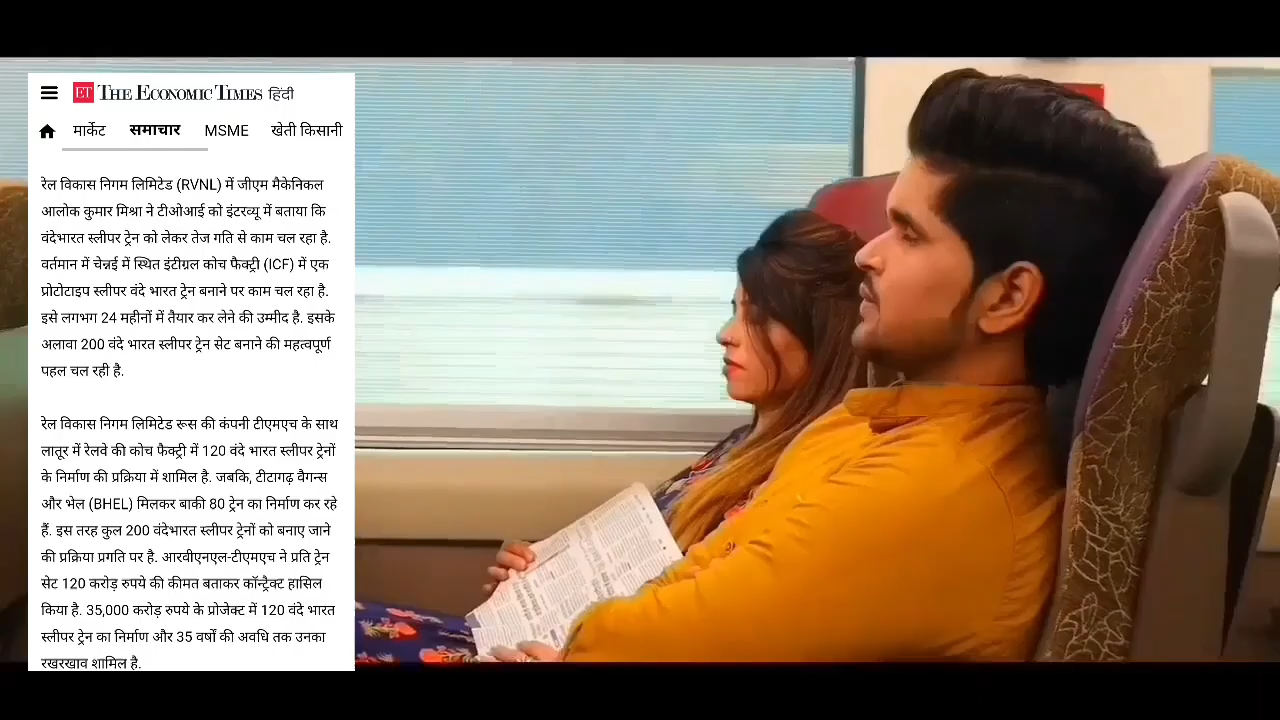 ET THE ECONOMIC TIMES हिंदी
मार्केट समाचार MSME खेती किसानी
रेल विकास निगम लिमिटेड (RVNL) में जीएम मैकेनिकल
आलोक कुमार मिश्रा ने टीओआई को इंटरव्यू में बताया कि
वंदेभारत स्लीपर ट्रेन को लेकर तेज गति से काम चल रहा है.
वर्तमान में चेन्नई में स्थित इंटीग्रल कोच फैक्ट्री (ICF) में एक
प्रोटोटाइप स्लीपर वंदे भारत ट्रेन बनाने पर काम चल रहा है.
इसे लगभग 24 महीनों में तैयार कर लेने की उम्मीद है. इसके
अलावा 200 वंदे भारत स्लीपर ट्रेन सेट बनाने की महत्वपूर्ण
पहल चल रही है.
रेल विकास निगम लिमिटेड रूस की कंपनी टीएमएच के साथ
लातूर में रेलवे की कोच फैक्ट्री में 120 वंदे भारत स्लीपर ट्रेनों
के निर्माण की प्रक्रिया में शामिल है. जबकि, टीटागढ़ वैगन्स
और भेल (BHEL) मिलकर बाकी 80 ट्रेन का निर्माण कर रहे
हैं. इस तरह कुल 200 वंदेभारत स्लीपर ट्रेनों को बनाए जाने
की प्रक्रिया प्रगति पर है. आरवीएनएल-टीएमएच ने प्रति ट्रेन
सेट 120 करोड़ रुपये की कीमत बताकर कॉन्ट्रैक्ट हासिल
किया है. 35,000 करोड़ रुपये के प्रोजेक्ट में 120 वंदे भारत
स्लीपर ट्रेन का निर्माण और 35 वर्षों की अवधि तक उनका
रखरखाव शामिल है.